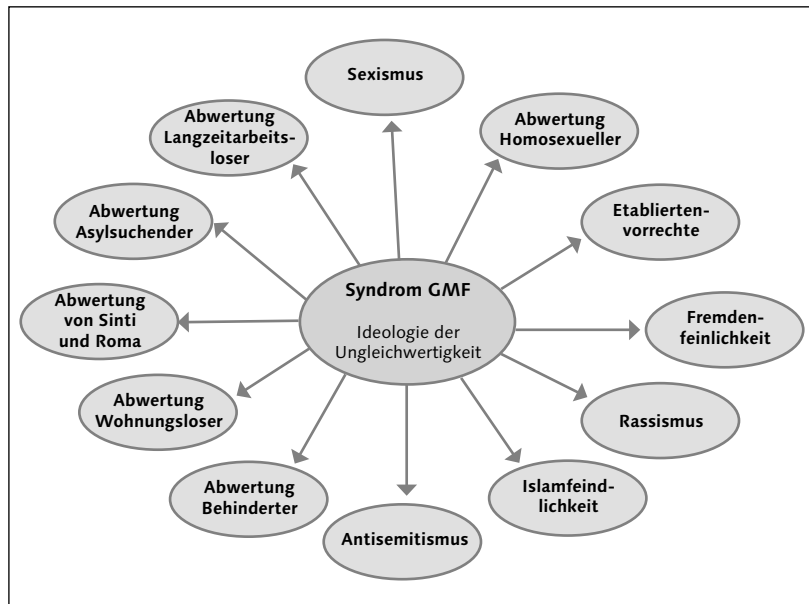 Sexismus
Abwertung
Homosexueller
Etablierten-
vorrechte
Fremden-
feinlichkeit
Rassismus
Islamfeind-
lichkeit
Antisemitismus
Abwertung
Behinderter
Abwertung
Wohnungsloser
Abwertung
von Sinti
und Roma
Abwertung
Asylsuchender
Abwertung
Langzeitarbeits-
loser
Syndrom GMF
Ideologie der
Ungleichwertigkeit